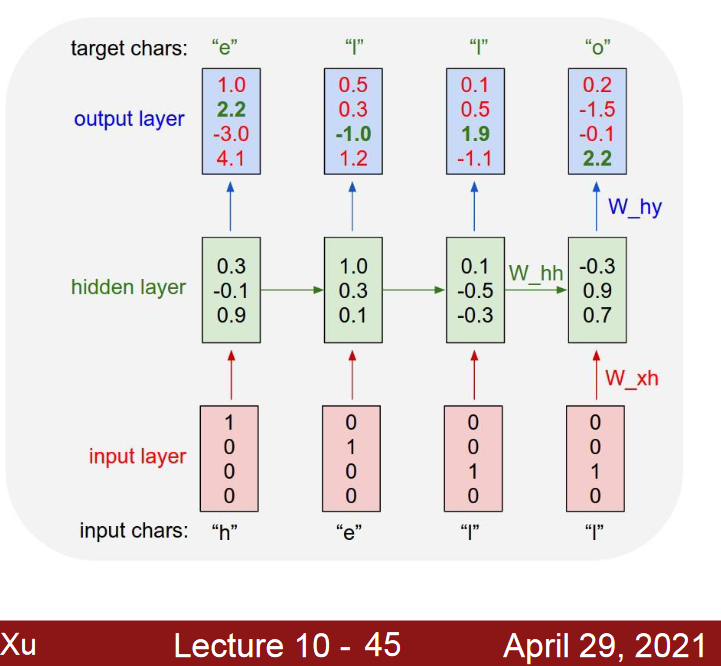 target chars: “e” “l” “l” “o”
output layer
1.0 0.5 0.1 0.2
2.2 0.3 0.5 -1.5
-3.0 -1.0 1.9 -0.1
4.1 1.2 -1.1 2.2
W_hy
hidden layer
0.3 1.0 0.1 -0.3
-0.1 0.3 -0.5 0.9
0.9 0.1 -0.3 0.7
W_hh
W_xh
input layer
1 0 0 0
0 1 0 0
0 0 1 1
0 0 0 0
input chars: “h” “e” “l” “l”
Xu Lecture 10 - 45 April 29, 2021